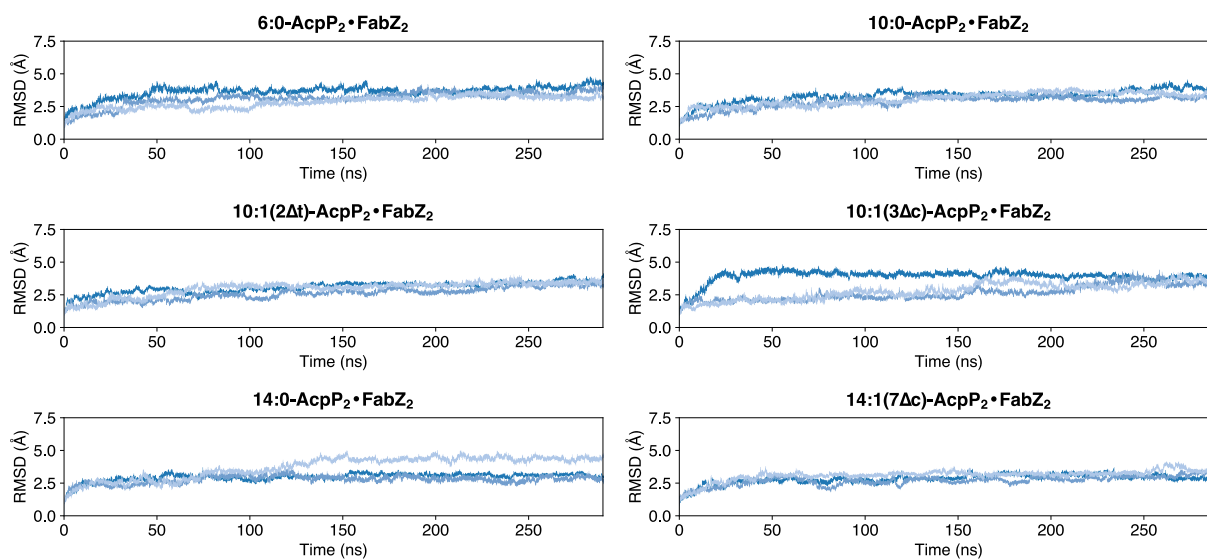 6:0-AcpP₂•FabZ₂
7.5
5.0
2.5
0.0
RMSD (Å)
0 50 100 150 200 250
Time (ns)
10:0-AcpP₂•FabZ₂
7.5
5.0
2.5
0.0
RMSD (Å)
0 50 100 150 200 250
Time (ns)
10:1(2Δt)-AcpP₂•FabZ₂
7.5
5.0
2.5
0.0
RMSD (Å)
0 50 100 150 200 250
Time (ns)
10:1(3Δc)-AcpP₂•FabZ₂
7.5
5.0
2.5
0.0
RMSD (Å)
0 50 100 150 200 250
Time (ns)
14:0-AcpP₂•FabZ₂
7.5
5.0
2.5
0.0
RMSD (Å)
0 50 100 150 200 250
Time (ns)
14:1(7Δc)-AcpP₂•FabZ₂
7.5
5.0
2.5
0.0
RMSD (Å)
0 50 100 150 200 250
Time (ns)